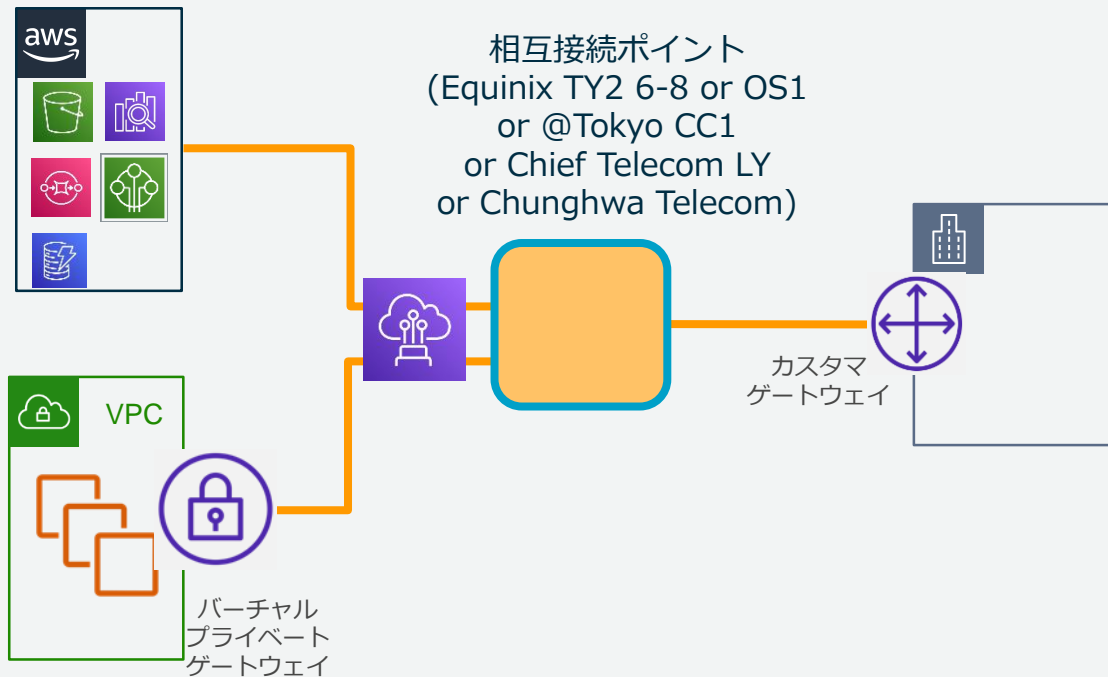 aws
相互接続ポイント
(Equinix TY2 6-8 or OS1
or @Tokyo CC1
or Chief Telecom LY
or Chunghwa Telecom)
カスタマ
ゲートウェイ
VPC
バーチャル
プライベート
ゲートウェイ